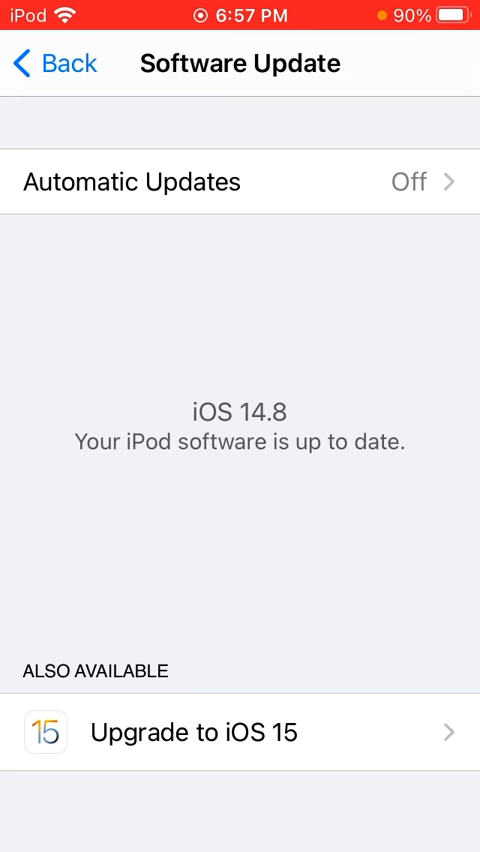 iPod 6:57 PM 90%
Back Software Update
Automatic Updates Off
iOS 14.8
Your iPod software is up to date.
ALSO AVAILABLE
15 Upgrade to iOS 15